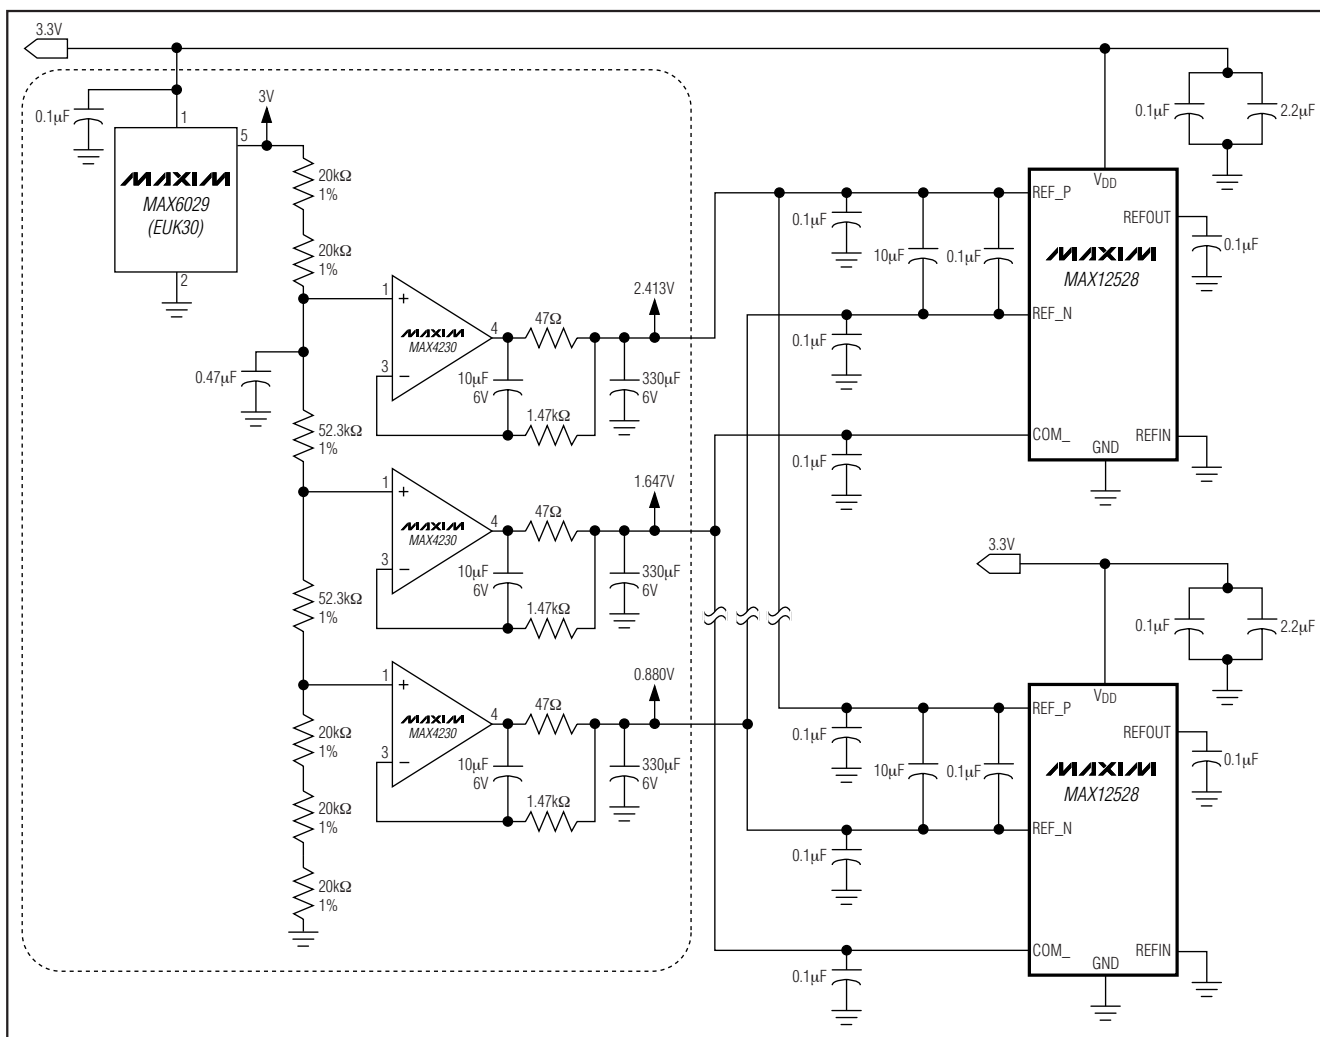 3.3V
0.1µF
1
3V
5
MAXIM
MAX6029
(EUK30)
2
20kΩ
1%
20kΩ
1%
0.47µF
52.3kΩ
1%
52.3kΩ
1%
20kΩ
1%
20kΩ
1%
20kΩ
1%
1
+
MAXIM
MAX4230
3
−
4
47Ω
10µF
6V
1.47kΩ
2.413V
330µF
6V
1
+
MAXIM
MAX4230
3
−
4
47Ω
10µF
6V
1.47kΩ
1.647V
330µF
6V
1
+
MAXIM
MAX4230
3
−
4
47Ω
10µF
6V
1.47kΩ
0.880V
330µF
6V
0.1µF
2.2µF
0.1µF
10µF
0.1µF
0.1µF
0.1µF
VDD
REF_P
REFOUT
MAXIM
MAX12528
REF_N
COM_
GND
REFIN
0.1µF
3.3V
0.1µF
2.2µF
0.1µF
10µF
0.1µF
0.1µF
0.1µF
VDD
REF_P
REFOUT
MAXIM
MAX12528
REF_N
COM_
GND
REFIN
0.1µF